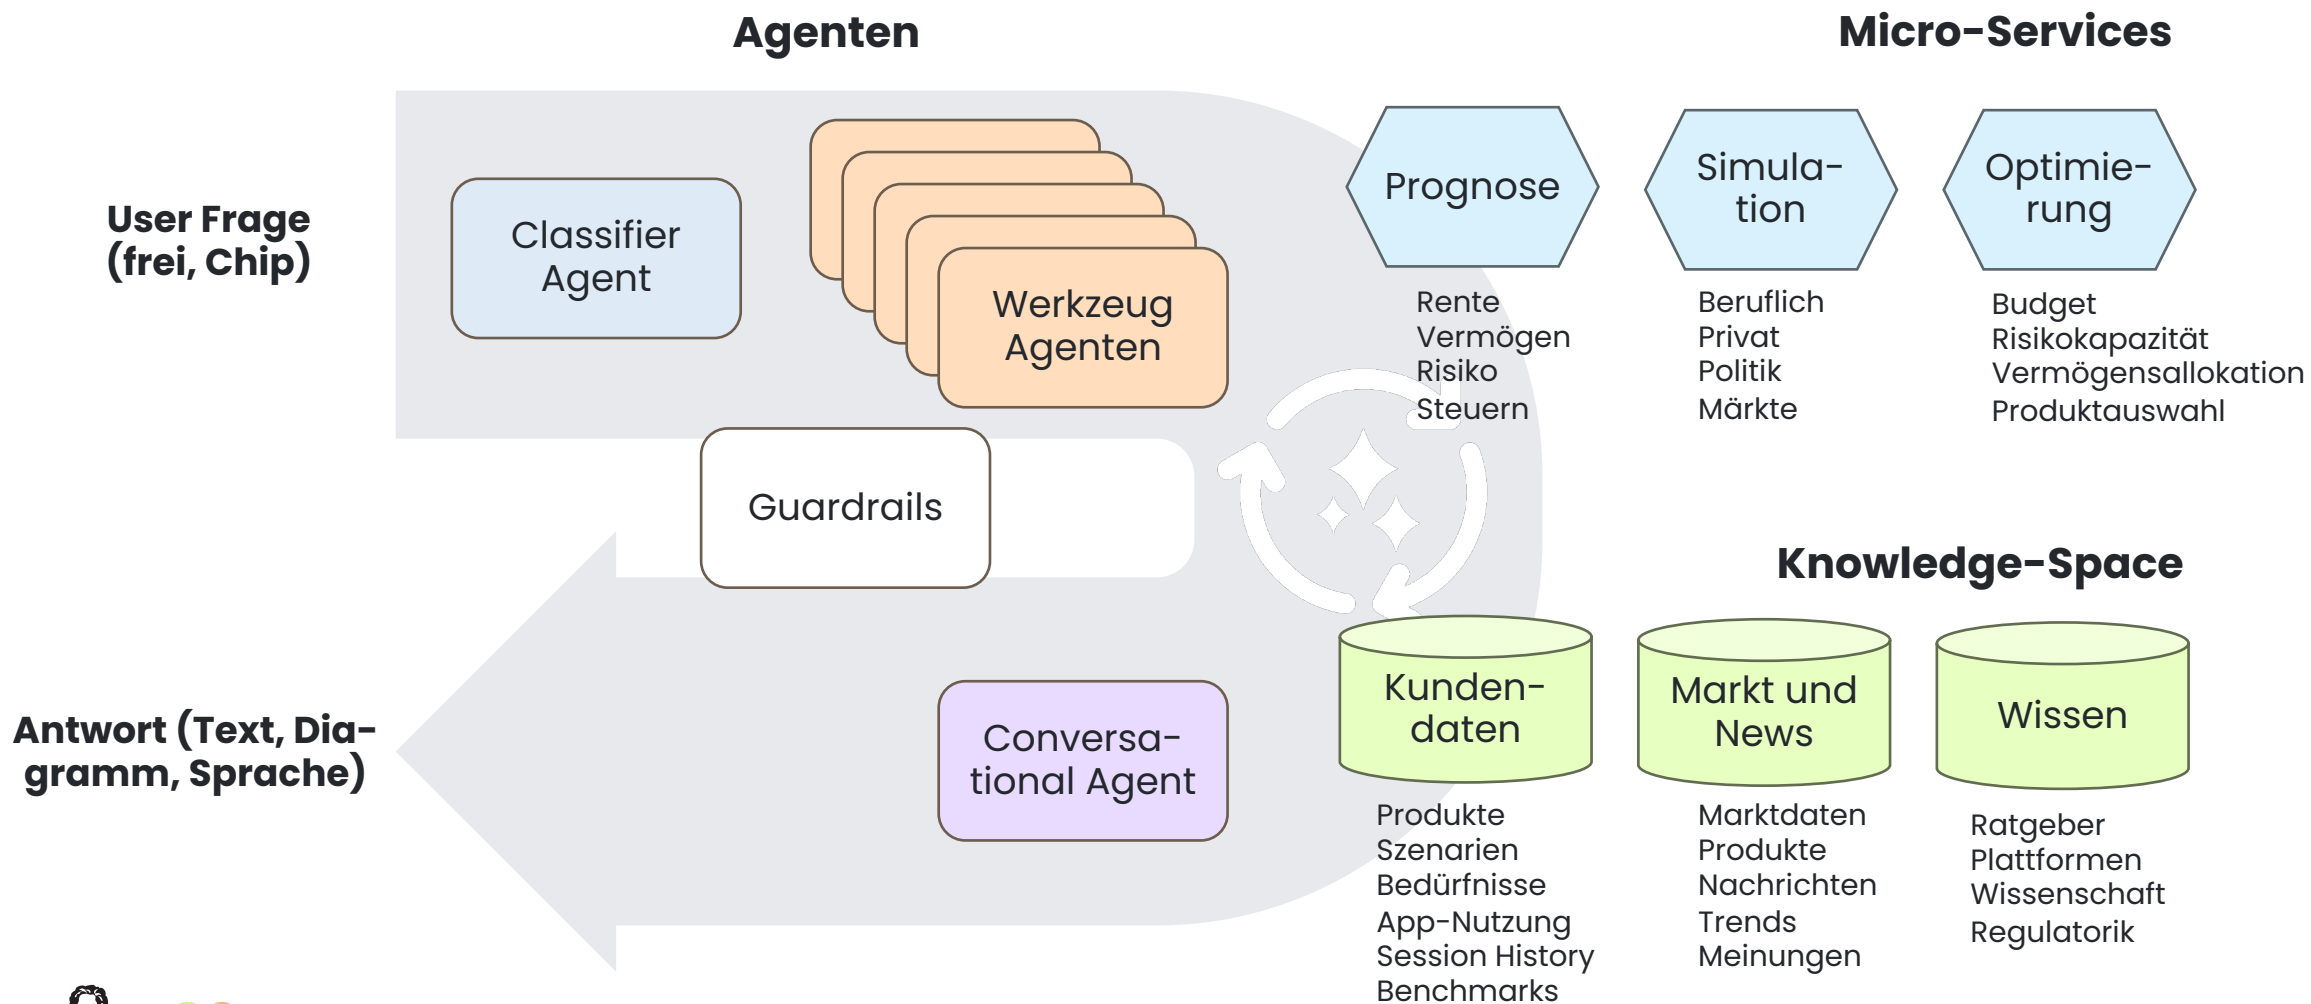 Agenten
Micro-Services
User Frage
(frei, Chip)
Classifier
Agent
Werkzeug
Agenten
Guardrails
Prognose
Rente
Vermögen
Risiko
Steuern
Simula-
tion
Beruflich
Privat
Politik
Märkte
Optimie-
rung
Budget
Risikokapazität
Vermögensallokation
Produktauswahl
Knowledge-Space
Antwort (Text, Dia-
gramm, Sprache)
Conversa-
tional Agent
Kunden-
daten
Produkte
Szenarien
Bedürfnisse
App-Nutzung
Session History
Benchmarks
Markt und
News
Marktdaten
Produkte
Nachrichten
Trends
Meinungen
Wissen
Ratgeber
Plattformen
Wissenschaft
Regulatorik